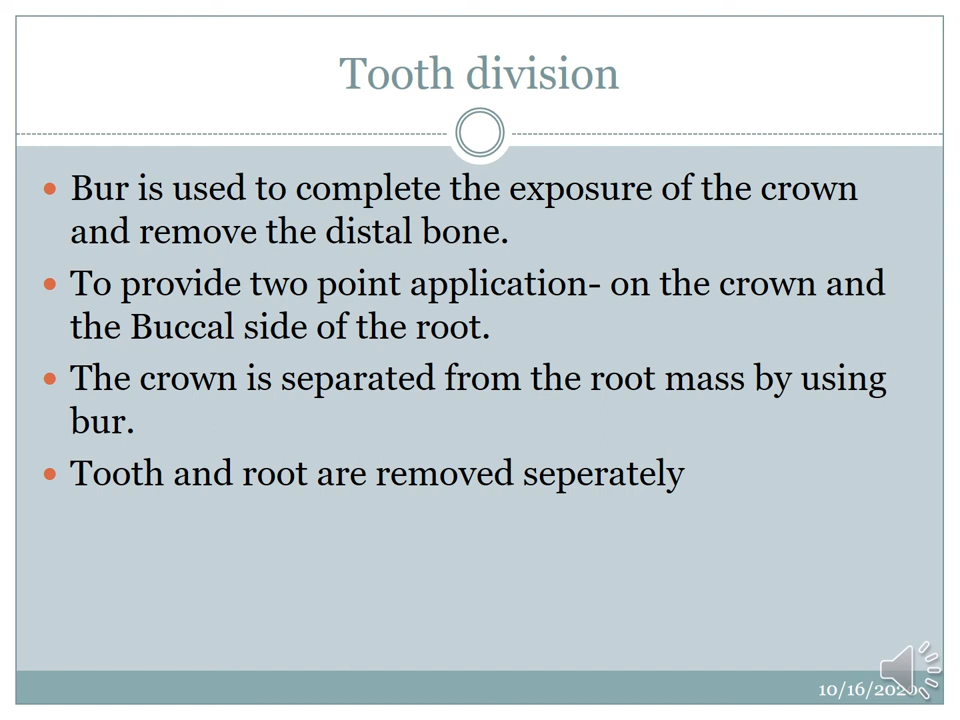 Tooth division
Bur is used to complete the exposure of the crown
and remove the distal bone.
To provide two point application- on the crown and
the Buccal side of the root.
The crown is separated from the root mass by using
bur.
Tooth and root are removed seperately
10/16/2020